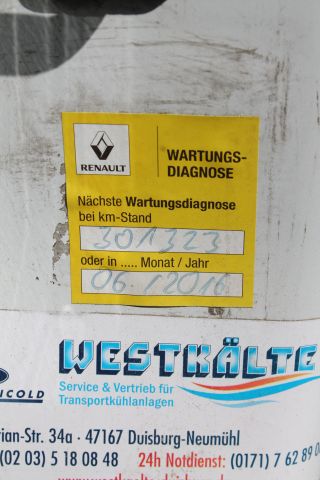 RENAULT
WARTUNGS-
DIAGNOSE
Nächste Wartungsdiagnose
bei km-Stand
301323
oder in ..... Monat / Jahr
06 / 2016
WESTKÄLTE
ICOLD
Service & Vertrieb für
Transportkühlanlagen
rian-Str. 34a · 47167 Duisburg-Neumühl
(02 03) 5 18 08 48 24h Notdienst: (0171) 7 62 89 0